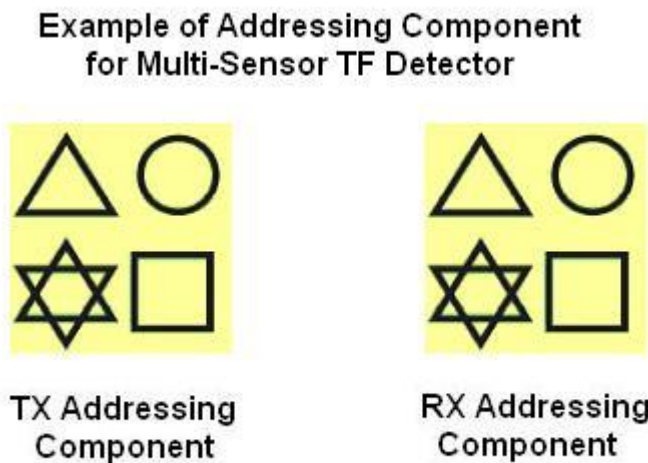 Example of Addressing Component
for Multi-Sensor TF Detector
TX Addressing
Component
RX Addressing
Component